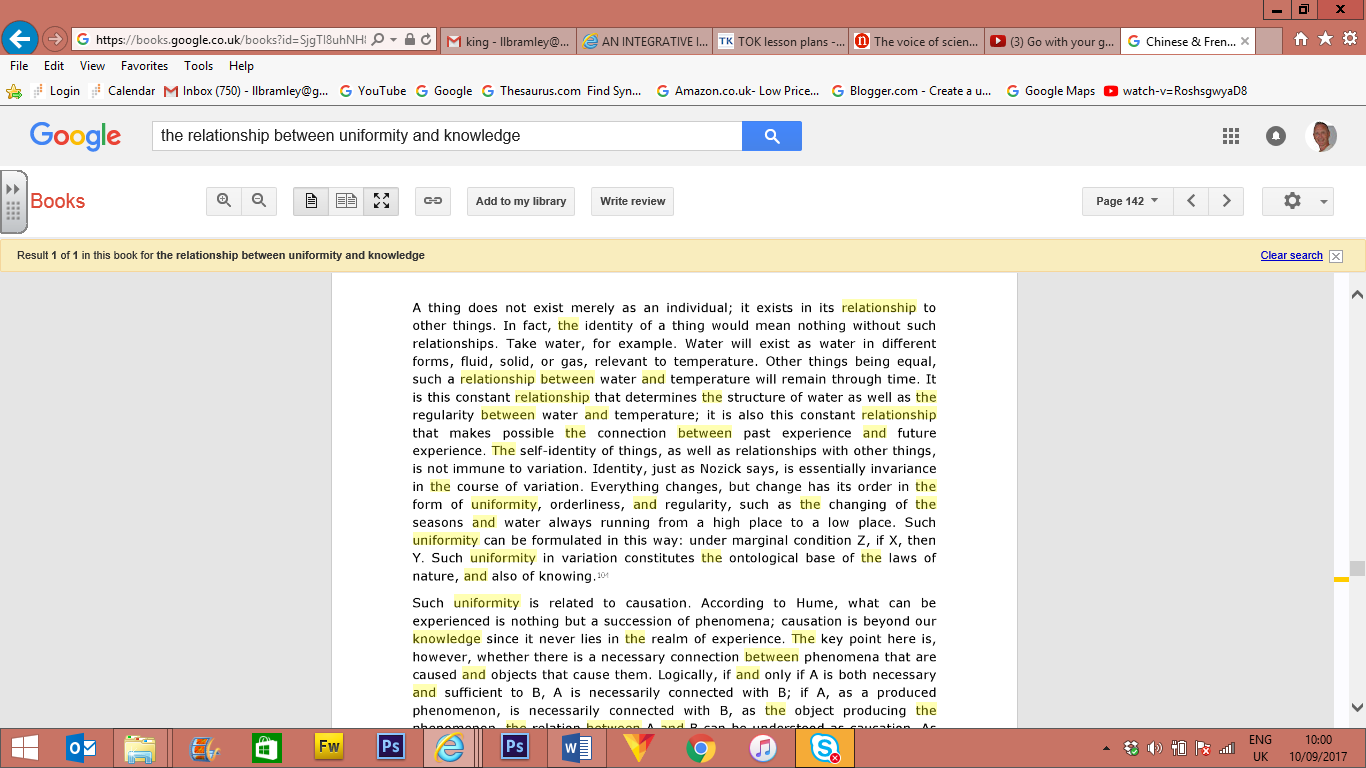 https://books.google.co.uk/books?id=SjgTI8uhNHI
king - llbramley@...
AN INTEGRATIVE I...
TK TOK lesson plans -...
The voice of scien...
(3) Go with your g...
Chinese & Fren...
File Edit View Favorites Tools Help
Login Calendar Inbox (750) - llbramley@g... YouTube Google Thesaurus.com Find Syn... Amazon.co.uk- Low Price... Blogger.com - Create a u... Google Maps watch-v=RoshsgwyaD8
Google the relationship between uniformity and knowledge
Books Add to my library Write review Page 142
Result 1 of 1 in this book for the relationship between uniformity and knowledge Clear search
A thing does not exist merely as an individual; it exists in its relationship to
other things. In fact, the identity of a thing would mean nothing without such
relationships. Take water, for example. Water will exist as water in different
forms, fluid, solid, or gas, relevant to temperature. Other things being equal,
such a relationship between water and temperature will remain through time. It
is this constant relationship that determines the structure of water as well as the
regularity between water and temperature; it is also this constant relationship
that makes possible the connection between past experience and future
experience. The self-identity of things, as well as relationships with other things,
is not immune to variation. Identity, just as Nozick says, is essentially invariance
in the course of variation. Everything changes, but change has its order in the
form of uniformity, orderliness, and regularity, such as the changing of the
seasons and water always running from a high place to a low place. Such
uniformity can be formulated in this way: under marginal condition Z, if X, then
Y. Such uniformity in variation constitutes the ontological base of the laws of
nature, and also of knowing.104
Such uniformity is related to causation. According to Hume, what can be
experienced is nothing but a succession of phenomena; causation is beyond our
knowledge since it never lies in the realm of experience. The key point here is,
however, whether there is a necessary connection between phenomena that are
caused and objects that cause them. Logically, if and only if A is both necessary
and sufficient to B, A is necessarily connected with B; if A, as a produced
phenomenon, is necessarily connected with B, as the object producing the
phenomenon, the relation between A and B can be understood as causation. As
Fw Ps Ps
ENG
UK
10:00
10/09/2017